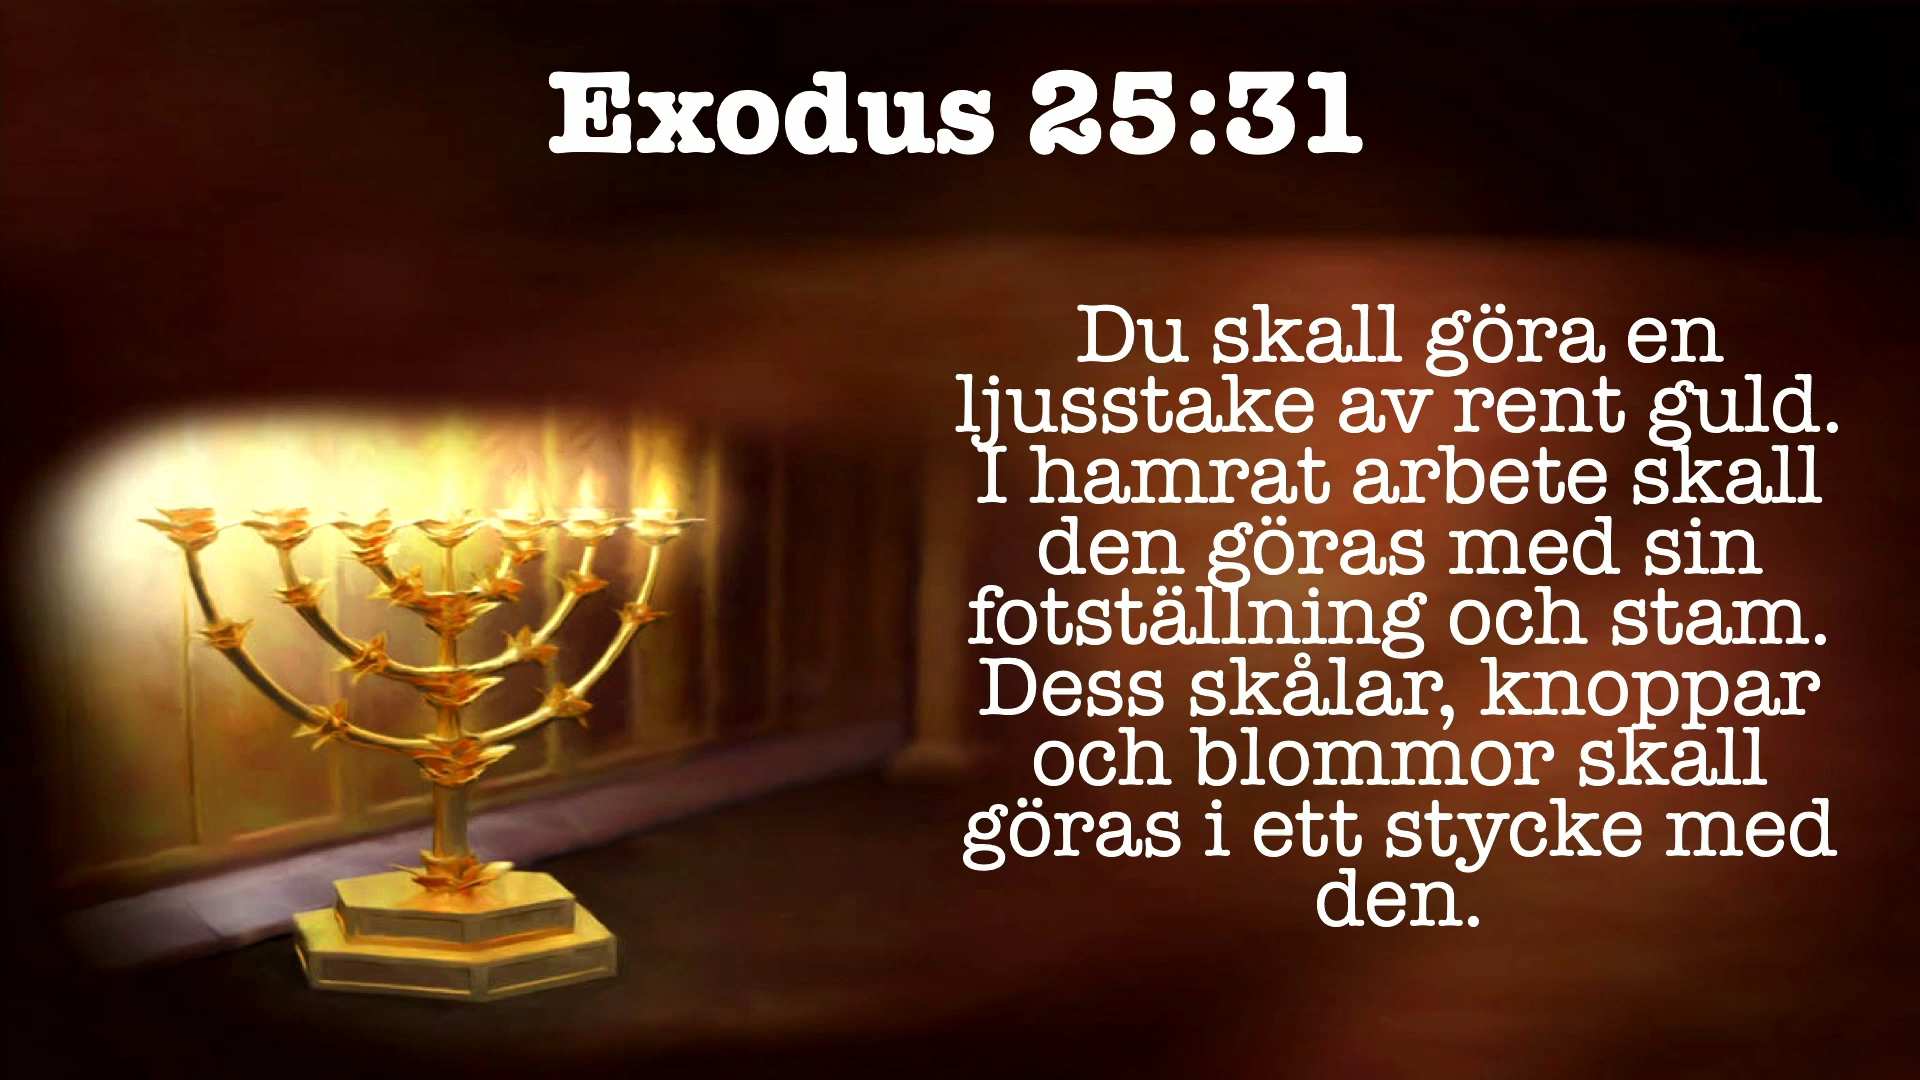 Exodus 25:31
Du skall göra en
ljusstake av rent guld.
I hamrat arbete skall
den göras med sin
fotställning och stam.
Dess skålar, knoppar
och blommor skall
göras i ett stycke med
den.